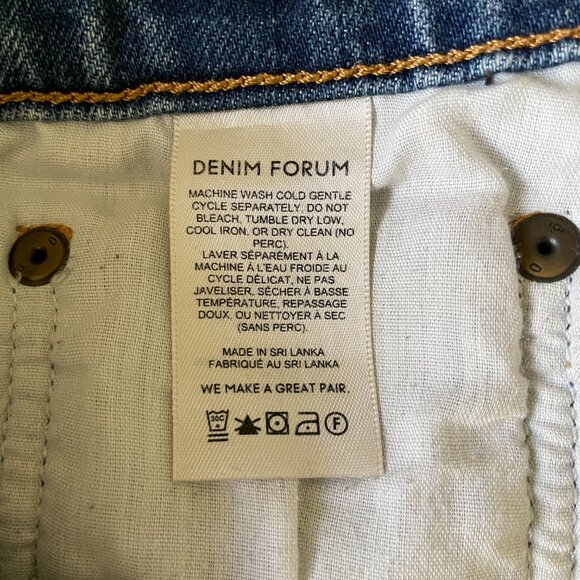 DENIM FORUM
MACHINE WASH COLD GENTLE
CYCLE SEPARATELY, DO NOT
BLEACH, TUMBLE DRY LOW,
COOL IRON, OR DRY CLEAN (NO
PERC).
LAVER SÉPARÉMENT À LA
MACHINE À L'EAU FROIDE AU
CYCLE DÉLICAT, NE PAS
JAVELISER, SÉCHER À BASSE
TEMPÉRATURE, REPASSAGE
DOUX, OU NETTOYER À SEC
(SANS PERC).
MADE IN SRI LANKA
FABRIQUÉ AU SRI LANKA
WE MAKE A GREAT PAIR.
30C F